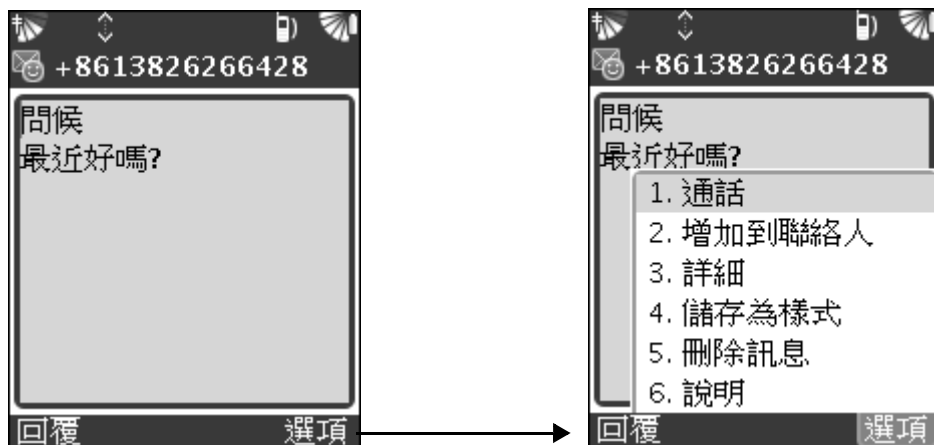 +8613826266428
問候
最近好嗎?
回覆
選項
+8613826266428
問候
最近好嗎?
1. 通話
2. 增加到聯絡人
3. 詳細
4. 儲存為樣式
5. 刪除訊息
6. 說明
回覆
選項